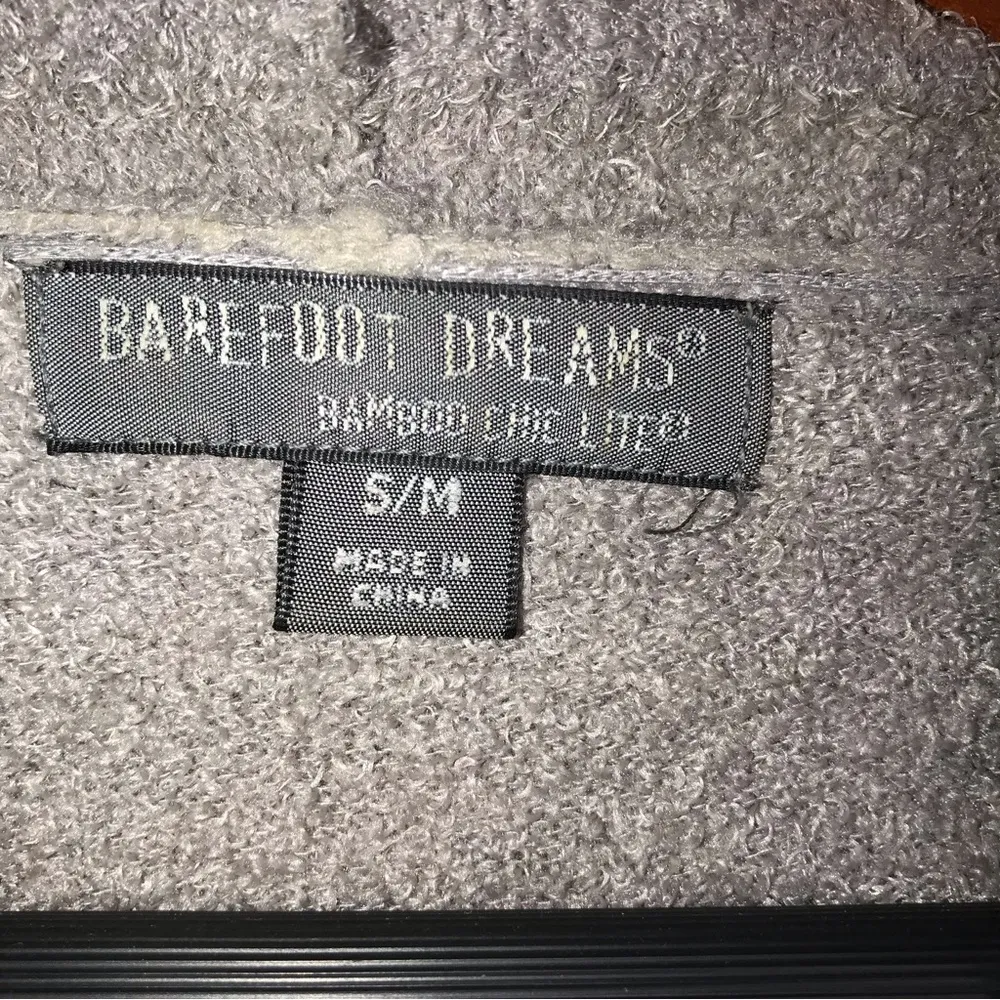 BAREFOOT DREAMS®
BAMBOO CHIC LITE®
S/M
MADE IN
CHINA